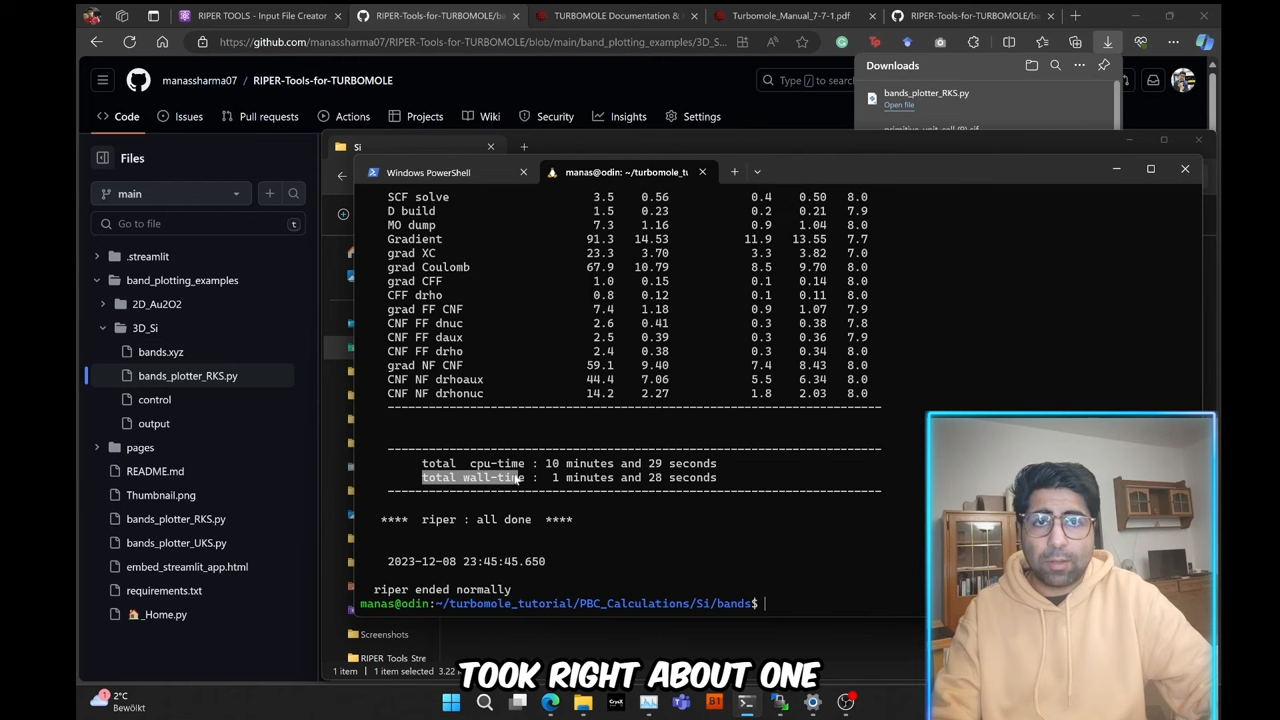 RIPER TOOLS - Input File Creator
RIPER-Tools-for-TURBOMOLE/ba
TURBOMOLE Documentation &
Turbomole_Manual_7-7-1.pdf
RIPER-Tools-for-TURBOMOLE/ba
https://github.com/manassharma07/RIPER-Tools-for-TURBOMOLE/blob/main/band_plotting_examples/3D_S
manassharma07 / RIPER-Tools-for-TURBOMOLE
Type
Downloads
bands_plotter_RKS.py
Open file
Code
Issues
Pull requests
Actions
Projects
Wiki
Security
Insights
Settings
Files
main
Go to file
t
.streamlit
band_plotting_examples
2D_Au2O2
3D_Si
bands.xyz
bands_plotter_RKS.py
control
output
pages
README.md
Thumbnail.png
bands_plotter_RKS.py
bands_plotter_UKS.py
embed_streamlit_app.html
requirements.txt
_Home.py
Si
Windows PowerShell
manas@odin: ~/turbomole_tu
SCF solve 3.5 0.56 0.4 0.50 8.0
D build 1.5 0.23 0.2 0.21 7.9
MO dump 7.3 1.16 0.9 1.04 8.0
Gradient 91.3 14.53 11.9 13.55 7.7
grad XC 23.3 3.70 3.3 3.82 7.0
grad Coulomb 67.9 10.79 8.5 9.70 8.0
grad CFF 1.0 0.15 0.1 0.14 8.0
CFF drho 0.8 0.12 0.1 0.11 8.0
grad FF CNF 7.4 1.18 0.9 1.07 7.9
CNF FF dnuc 2.6 0.41 0.3 0.38 7.8
CNF FF daux 2.5 0.39 0.3 0.36 7.9
CNF FF drho 2.4 0.38 0.3 0.34 8.0
grad NF CNF 59.1 9.40 7.4 8.43 8.0
CNF NF drhoaux 44.4 7.06 5.5 6.34 8.0
CNF NF drhonuc 14.2 2.27 1.8 2.03 8.0
------------------------------------------------------------------------
------------------------------------------------------------------------
total cpu-time : 10 minutes and 29 seconds
total wall-time : 1 minutes and 28 seconds
------------------------------------------------------------------------
**** riper : all done ****
2023-12-08 23:45:45.650
riper ended normally
manas@odin:~/turbomole_tutorial/PBC_Calculations/Si/bands$
Screenshots
RIPER Tools Stre
1 item 1 item selected 3.22
TOOK RIGHT ABOUT ONE
2°C
Bewölkt
CrysX
B1